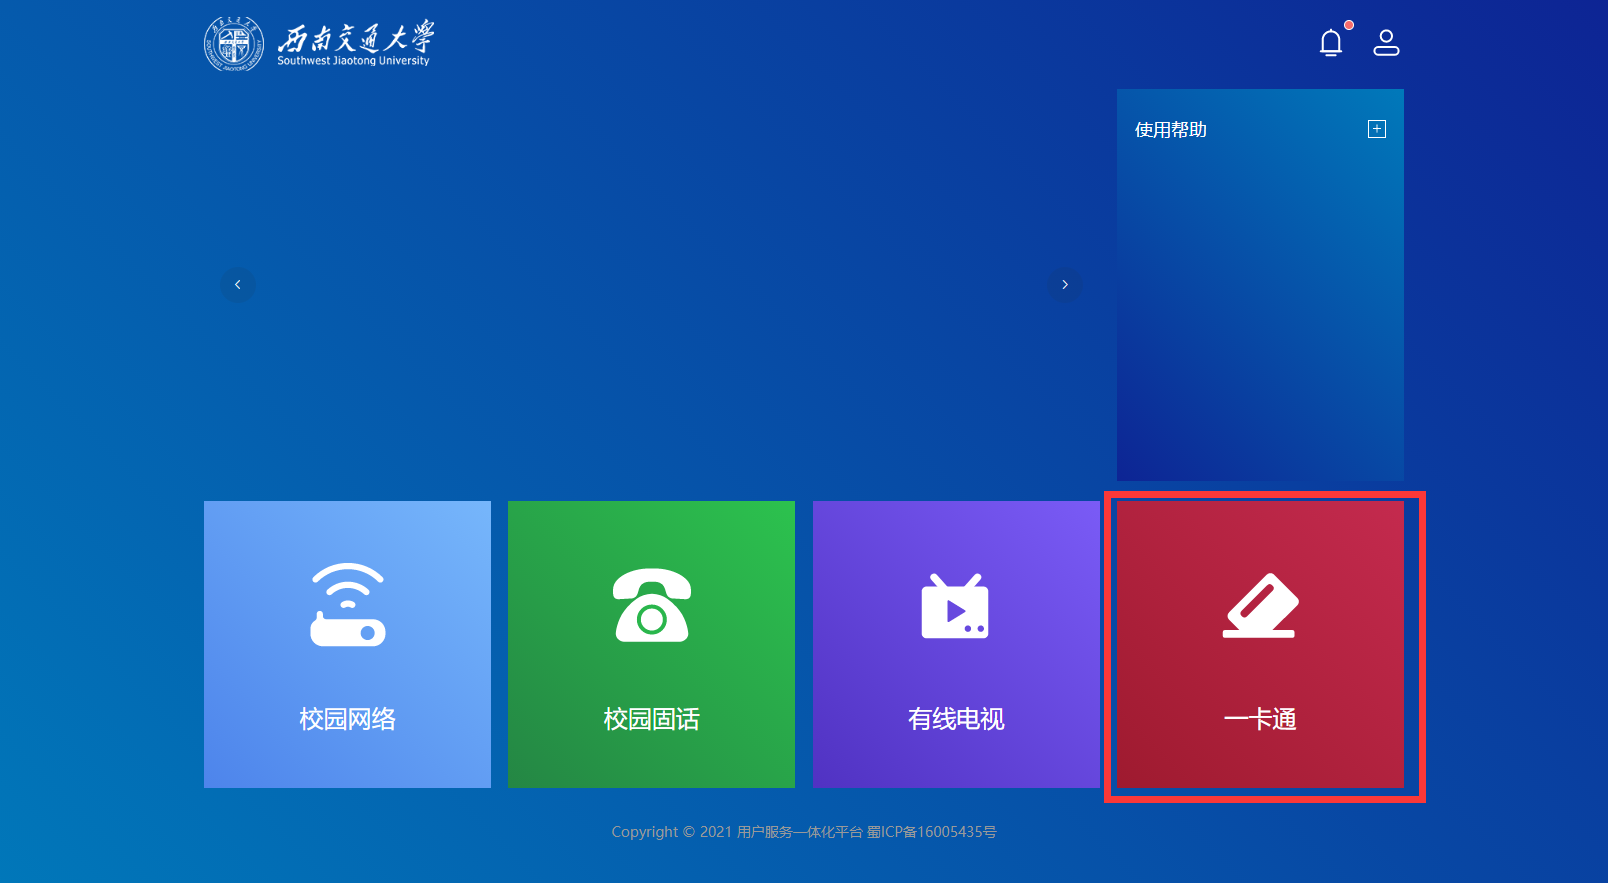 西南交通大学
Southwest Jiaotong University
使用帮助
校园网络
校园固话
有线电视
一卡通
Copyright © 2021 用户服务一体化平台 蜀ICP备16005435号